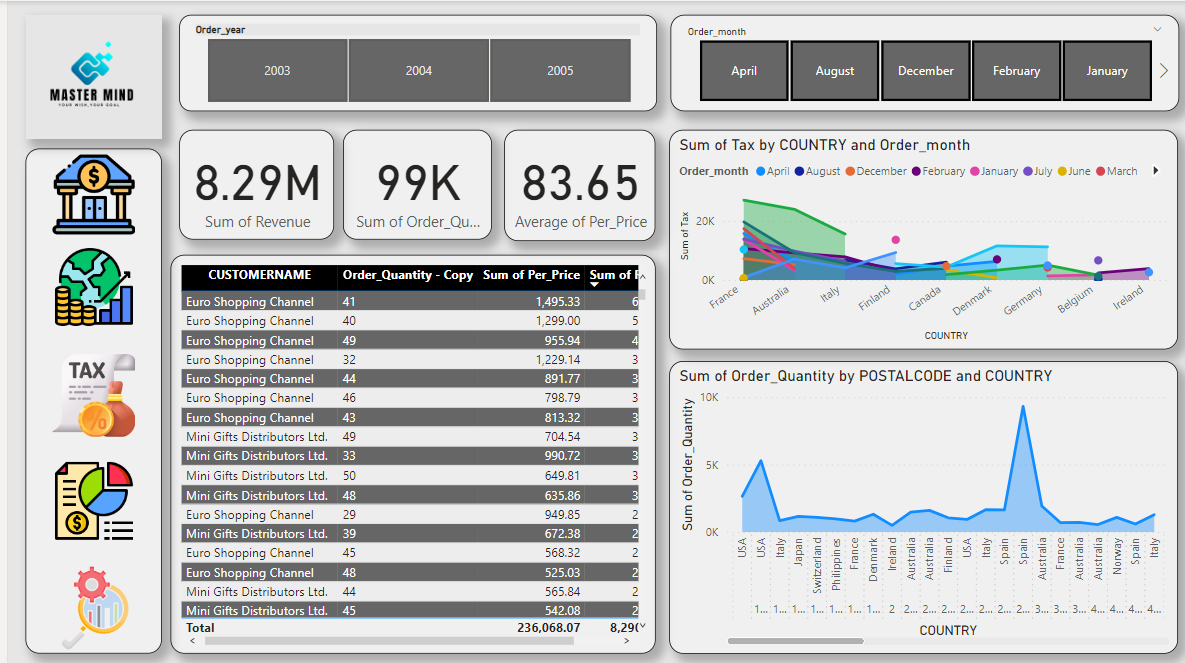 MASTER MIND
YOUR WISH, YOUR GOAL
Order_year
2003 2004 2005
Order_month
April August December February January
8.29M
Sum of Revenue
99K
Sum of Order_Qu...
83.65
Average of Per_Price
TAX
CUSTOMERNAME Order_Quantity - Copy Sum of Per_Price Sum of
Euro Shopping Channel 41 1,495.33 6
Euro Shopping Channel 40 1,299.00 5
Euro Shopping Channel 49 955.94 4
Euro Shopping Channel 32 1,229.14 3
Euro Shopping Channel 44 891.77 3
Euro Shopping Channel 46 798.79 3
Euro Shopping Channel 43 813.32 3
Mini Gifts Distributors Ltd. 49 704.54 3
Mini Gifts Distributors Ltd. 33 990.72 3
Mini Gifts Distributors Ltd. 50 649.81 3
Mini Gifts Distributors Ltd. 48 635.86 3
Euro Shopping Channel 29 949.85 2
Mini Gifts Distributors Ltd. 39 672.38 2
Euro Shopping Channel 45 568.32 2
Euro Shopping Channel 48 525.03 2
Mini Gifts Distributors Ltd. 44 565.84 2
Mini Gifts Distributors Ltd. 45 542.08 2
Total 236,068.07 8,290
Sum of Tax by COUNTRY and Order_month
Order_month April August December February January July June March
Sum of Tax
20K
0K
France Australia Italy Finland Canada Denmark Germany Belgium Ireland
COUNTRY
Sum of Order_Quantity by POSTALCODE and COUNTRY
Sum of Order_Quantity
10K
5K
0K
USA USA Italy Japan Switzerland Philippines France Denmark Ireland Australia Australia Finland USA Italy Spain Spain Australia France Australia Australia Norway Spain Italy
1... 1... 1... 1... 1... 1... 1... 2 2... 2... 2... 2... 2... 2... 2... 3... 3... 3... 4... 4... 4... 4...
COUNTRY